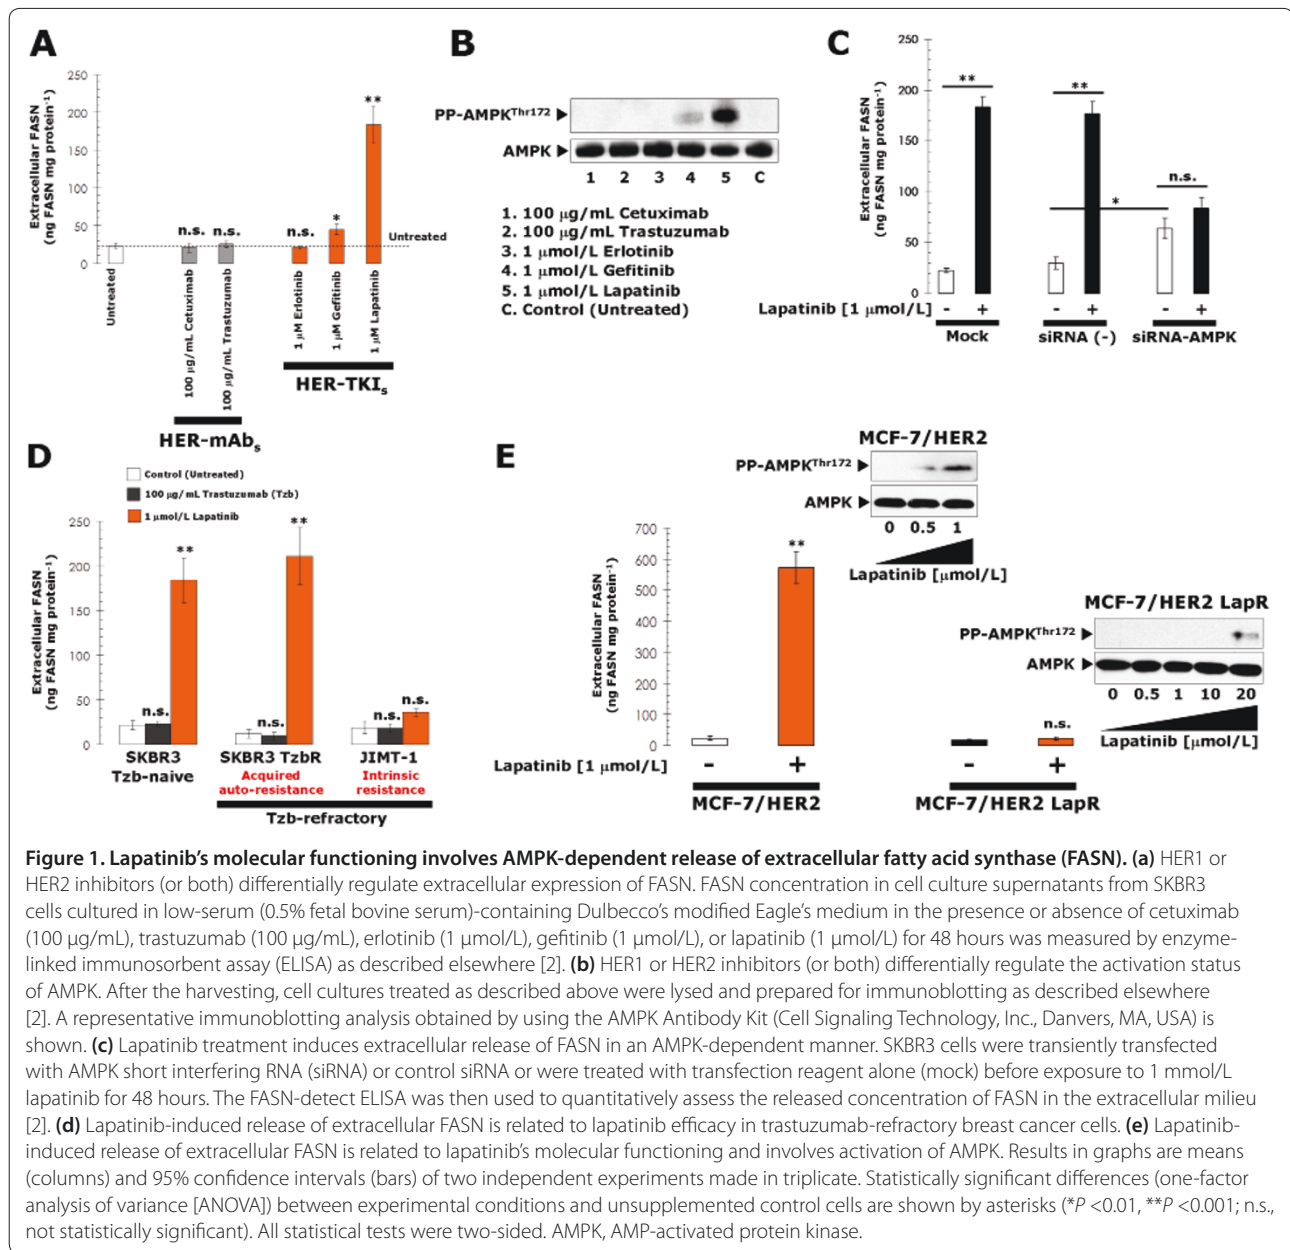 A
Extracellular FASN
(ng FASN mg protein⁻¹)
250
200
150
100
50
0
n.s.
n.s.
n.s.
*
**
Untreated
Untreated
100 µg/mL Cetuximab
100 µg/mL Trastuzumab
1 µM Erlotinib
1 µM Gefitinib
1 µM Lapatinib
HER-mAbs
HER-TKIs
B
PP-AMPKThr172
AMPK
1 2 3 4 5 C
1. 100 µg/mL Cetuximab
2. 100 µg/mL Trastuzumab
3. 1 µmol/L Erlotinib
4. 1 µmol/L Gefitinib
5. 1 µmol/L Lapatinib
C. Control (Untreated)
C
Extracellular FASN
(ng FASN mg protein⁻¹)
250
200
150
100
50
0
**
**
*
n.s.
Lapatinib [1 µmol/L] - + - + - +
Mock siRNA (-) siRNA-AMPK
D
Control (Untreated)
100 µg/mL Trastuzumab (Tzb)
1 µmol/L Lapatinib
Extracellular FASN
(ng FASN mg protein⁻¹)
250
200
150
100
50
0
n.s. ** n.s. ** n.s. n.s.
SKBR3 SKBR3 TzbR JIMT-1
Tzb-naive Acquired Intrinsic
auto-resistance resistance
Tzb-refractory
E
Extracellular FASN
(ng FASN mg protein⁻¹)
700
600
500
400
300
200
100
0
**
n.s.
Lapatinib [1 µmol/L] - + - +
MCF-7/HER2 MCF-7/HER2 LapR
MCF-7/HER2
PP-AMPKThr172
AMPK
0 0.5 1
Lapatinib [µmol/L]
MCF-7/HER2 LapR
PP-AMPKThr172
AMPK
0 0.5 1 10 20
Lapatinib [µmol/L]
Figure 1. Lapatinib's molecular functioning involves AMPK-dependent release of extracellular fatty acid synthase (FASN). (a) HER1 or
HER2 inhibitors (or both) differentially regulate extracellular expression of FASN. FASN concentration in cell culture supernatants from SKBR3
cells cultured in low-serum (0.5% fetal bovine serum)-containing Dulbecco's modified Eagle's medium in the presence or absence of cetuximab
(100 µg/mL), trastuzumab (100 µg/mL), erlotinib (1 µmol/L), gefitinib (1 µmol/L), or lapatinib (1 µmol/L) for 48 hours was measured by enzyme-
linked immunosorbent assay (ELISA) as described elsewhere [2]. (b) HER1 or HER2 inhibitors (or both) differentially regulate the activation status
of AMPK. After the harvesting, cell cultures treated as described above were lysed and prepared for immunoblotting as described elsewhere
[2]. A representative immunoblotting analysis obtained by using the AMPK Antibody Kit (Cell Signaling Technology, Inc., Danvers, MA, USA) is
shown. (c) Lapatinib treatment induces extracellular release of FASN in an AMPK-dependent manner. SKBR3 cells were transiently transfected
with AMPK short interfering RNA (siRNA) or control siRNA or were treated with transfection reagent alone (mock) before exposure to 1 mmol/L
lapatinib for 48 hours. The FASN-detect ELISA was then used to quantitatively assess the released concentration of FASN in the extracellular milieu
[2]. (d) Lapatinib-induced release of extracellular FASN is related to lapatinib efficacy in trastuzumab-refractory breast cancer cells. (e) Lapatinib-
induced release of extracellular FASN is related to lapatinib's molecular functioning and involves activation of AMPK. Results in graphs are means
(columns) and 95% confidence intervals (bars) of two independent experiments made in triplicate. Statistically significant differences (one-factor
analysis of variance [ANOVA]) between experimental conditions and unsupplemented control cells are shown by asterisks (*P <0.01, **P <0.001; n.s.,
not statistically significant). All statistical tests were two-sided. AMPK, AMP-activated protein kinase.